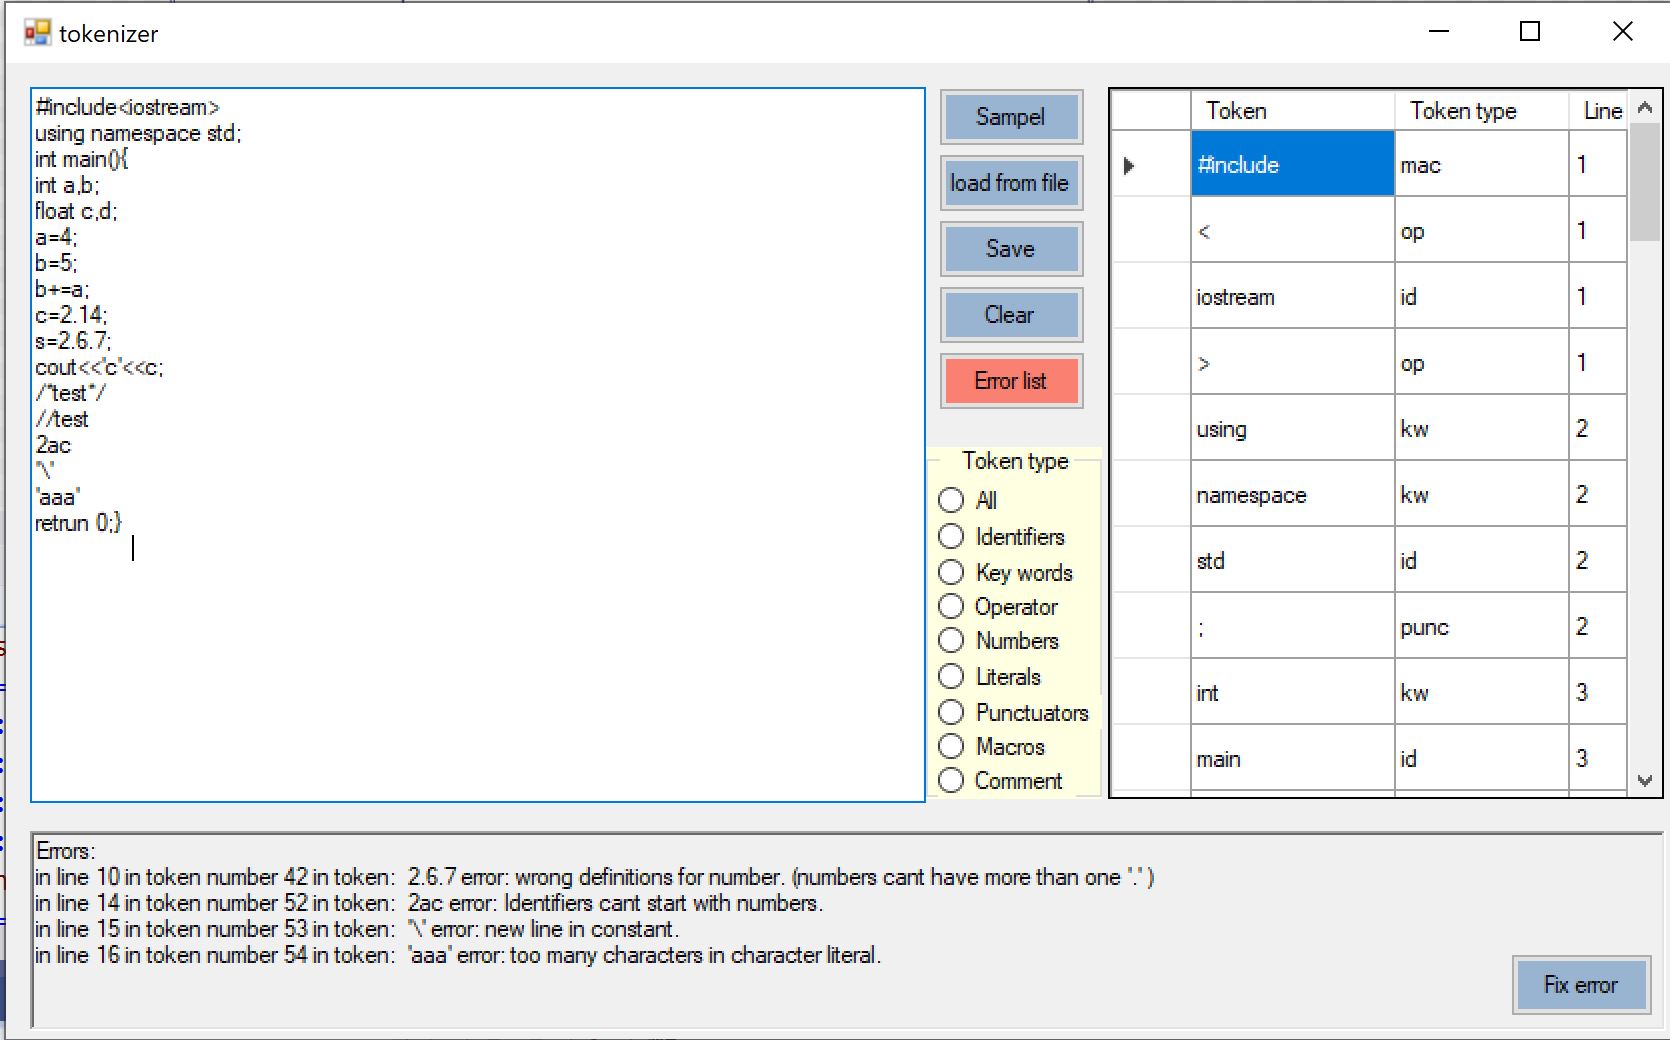 tokenizer
#include<iostream>
using namespace std;
int main(){
int a,b;
float c,d;
a=4;
b=5;
b+=a;
c=2.14;
s=2.6.7;
cout<<'c'<<c;
/*test*/
//test
2ac
'\'
'aaa'
retrun 0;}
Sampel
load from file
Save
Clear
Error list
Token type
All
Identifiers
Key words
Operator
Numbers
Literals
Punctuators
Macros
Comment
Token Token type Line
#include mac 1
< op 1
iostream id 1
> op 1
using kw 2
namespace kw 2
std id 2
; punc 2
int kw 3
main id 3
Errors:
in line 10 in token number 42 in token: 2.6.7 error: wrong definitions for number. (numbers cant have more than one '.' )
in line 14 in token number 52 in token: 2ac error: Identifiers cant start with numbers.
in line 15 in token number 53 in token: '\' error: new line in constant.
in line 16 in token number 54 in token: 'aaa' error: too many characters in character literal.
Fix error